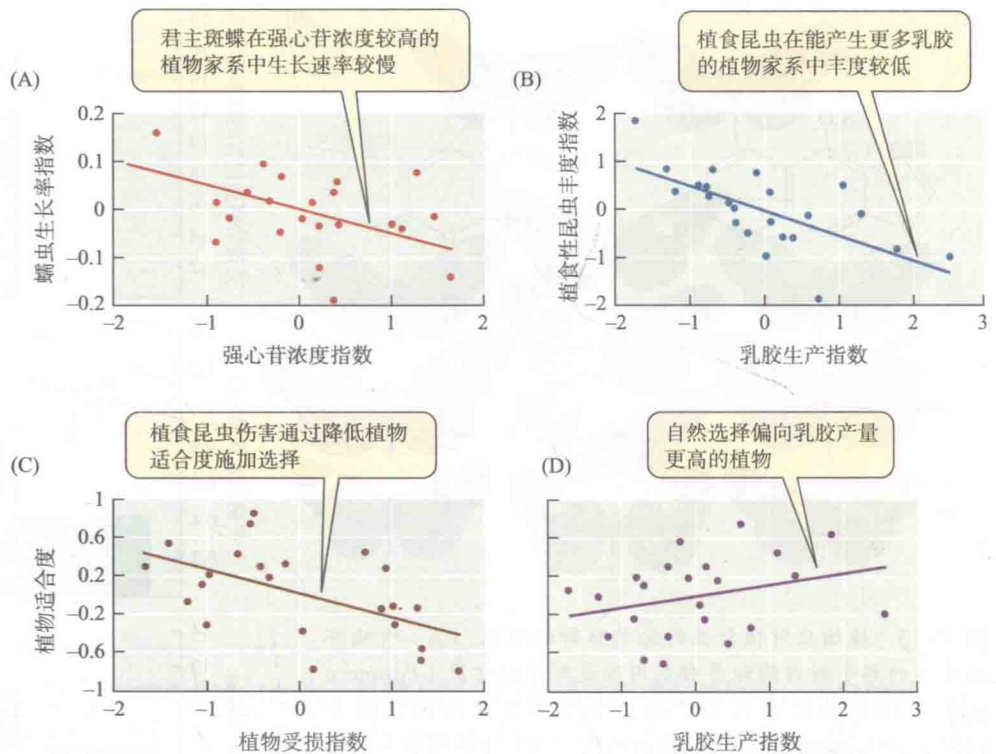 君主斑蝶在强心苷浓度较高的
植物家系中生长速率较慢
植食昆虫在能产生更多乳胶
的植物家系中丰度较低
(A)
蠕虫生长率指数
0.2
0.1
0
−0.1
−0.2
−2
−1
0
1
2
强心苷浓度指数
(B)
植食性昆虫丰度指数
2
1
0
−1
−2
−2
−1
0
1
2
3
乳胶生产指数
植食昆虫伤害通过降低植物
适合度施加选择
自然选择偏向乳胶产量
更高的植物
(C)
植物适合度
1
0.6
0.2
−0.2
−0.6
−1
−2
−1
0
1
2
植物受损指数
(D)
−2
−1
0
1
2
3
乳胶生产指数